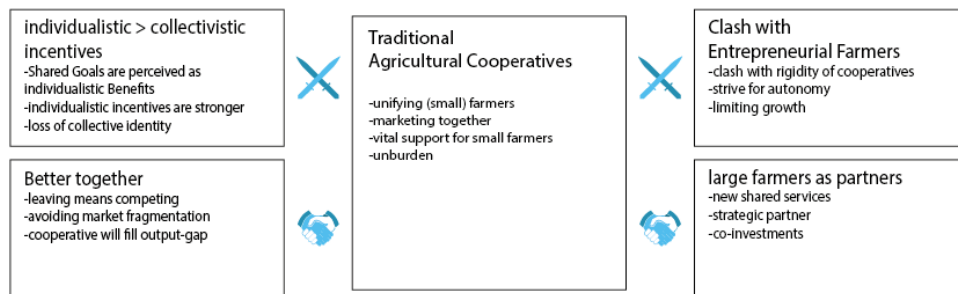 individualistic > collectivistic
incentives
-Shared Goals are perceived as
individualistic Benefits
-individualistic incentives are stronger
-loss of collective identity
Better together
-leaving means competing
-avoiding market fragmentation
-cooperative will fill output-gap
Traditional
Agricultural Cooperatives
-unifying (small) farmers
-marketing together
-vital support for small farmers
-unburden
Clash with
Entrepreneurial Farmers
-clash with rigidity of cooperatives
-strive for autonomy
-limiting growth
large farmers as partners
-new shared services
-strategic partner
-co-investments